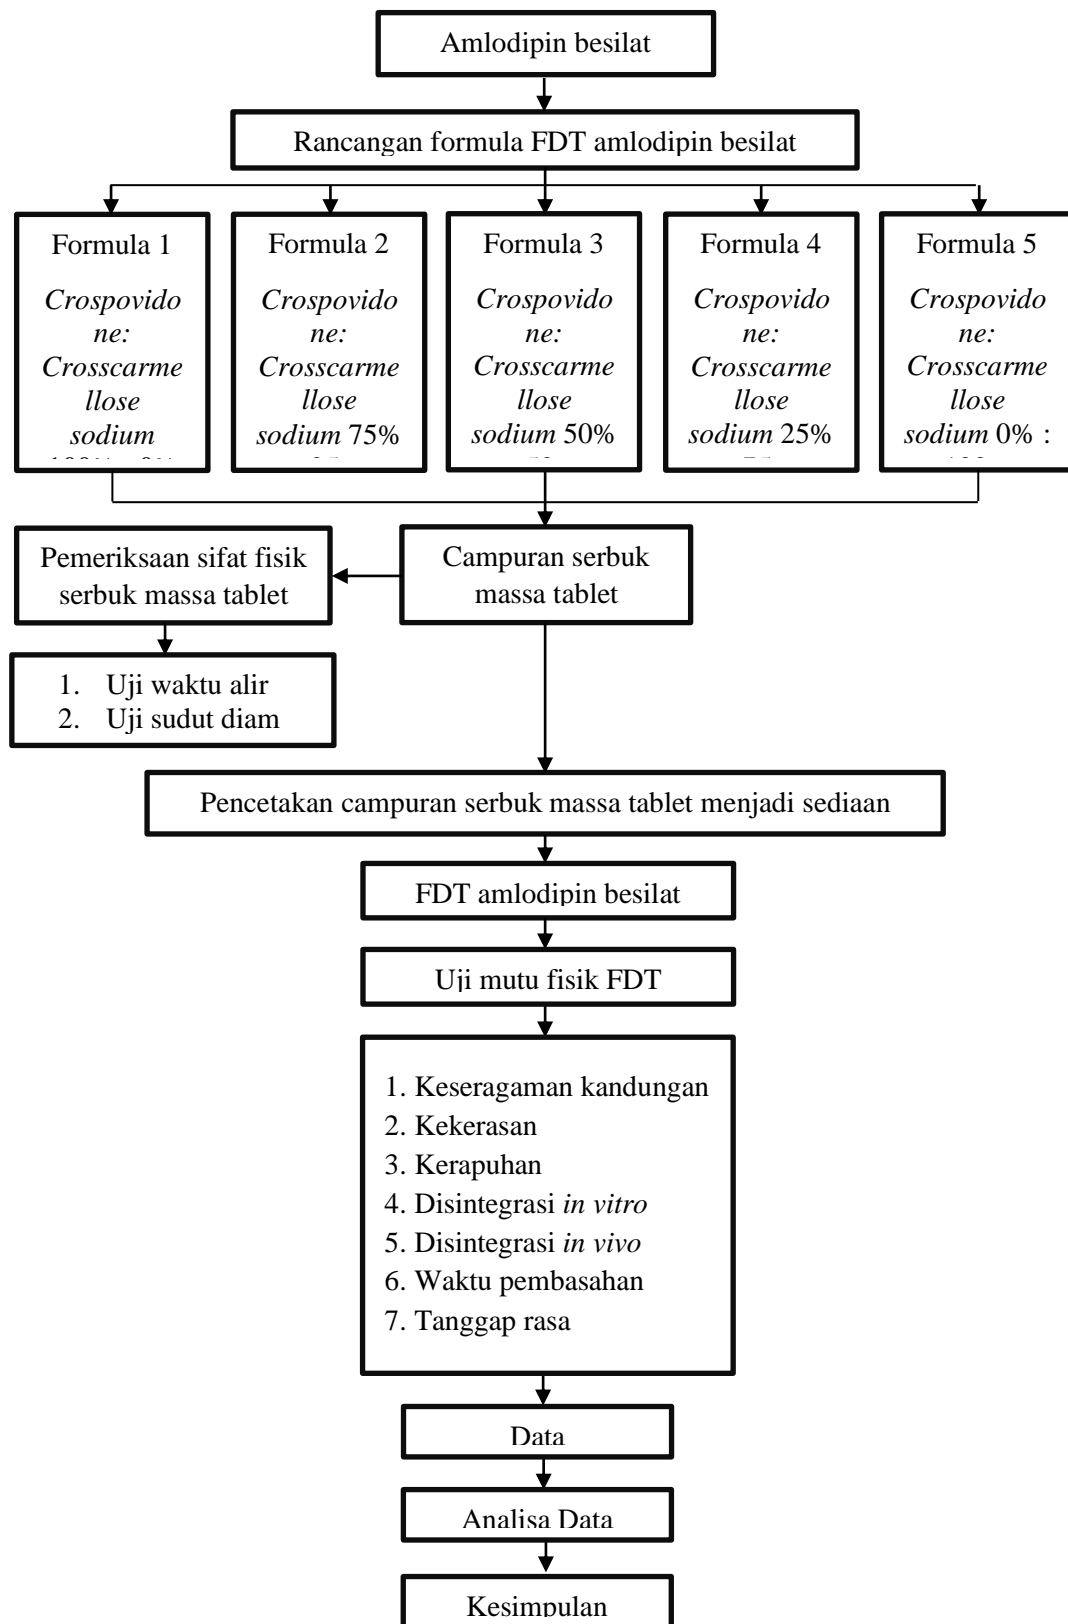 Amlodipin besilat
Rancangan formula FDT amlodipin besilat
Formula 1
Crospovido
ne:
Crosscarme
llose
sodium
Formula 2
Crospovido
ne:
Crosscarme
llose
sodium 75%
Formula 3
Crospovido
ne:
Crosscarme
llose
sodium 50%
Formula 4
Crospovido
ne:
Crosscarme
llose
sodium 25%
Formula 5
Crospovido
ne:
Crosscarme
llose
sodium 0% :
Pemeriksaan sifat fisik
serbuk massa tablet
Campuran serbuk
massa tablet
1. Uji waktu alir
2. Uji sudut diam
Pencetakan campuran serbuk massa tablet menjadi sediaan
FDT amlodipin besilat
Uji mutu fisik FDT
1. Keseragaman kandungan
2. Kekerasan
3. Kerapuhan
4. Disintegrasi in vitro
5. Disintegrasi in vivo
6. Waktu pembasahan
7. Tanggap rasa
Data
Analisa Data
Kesimpulan